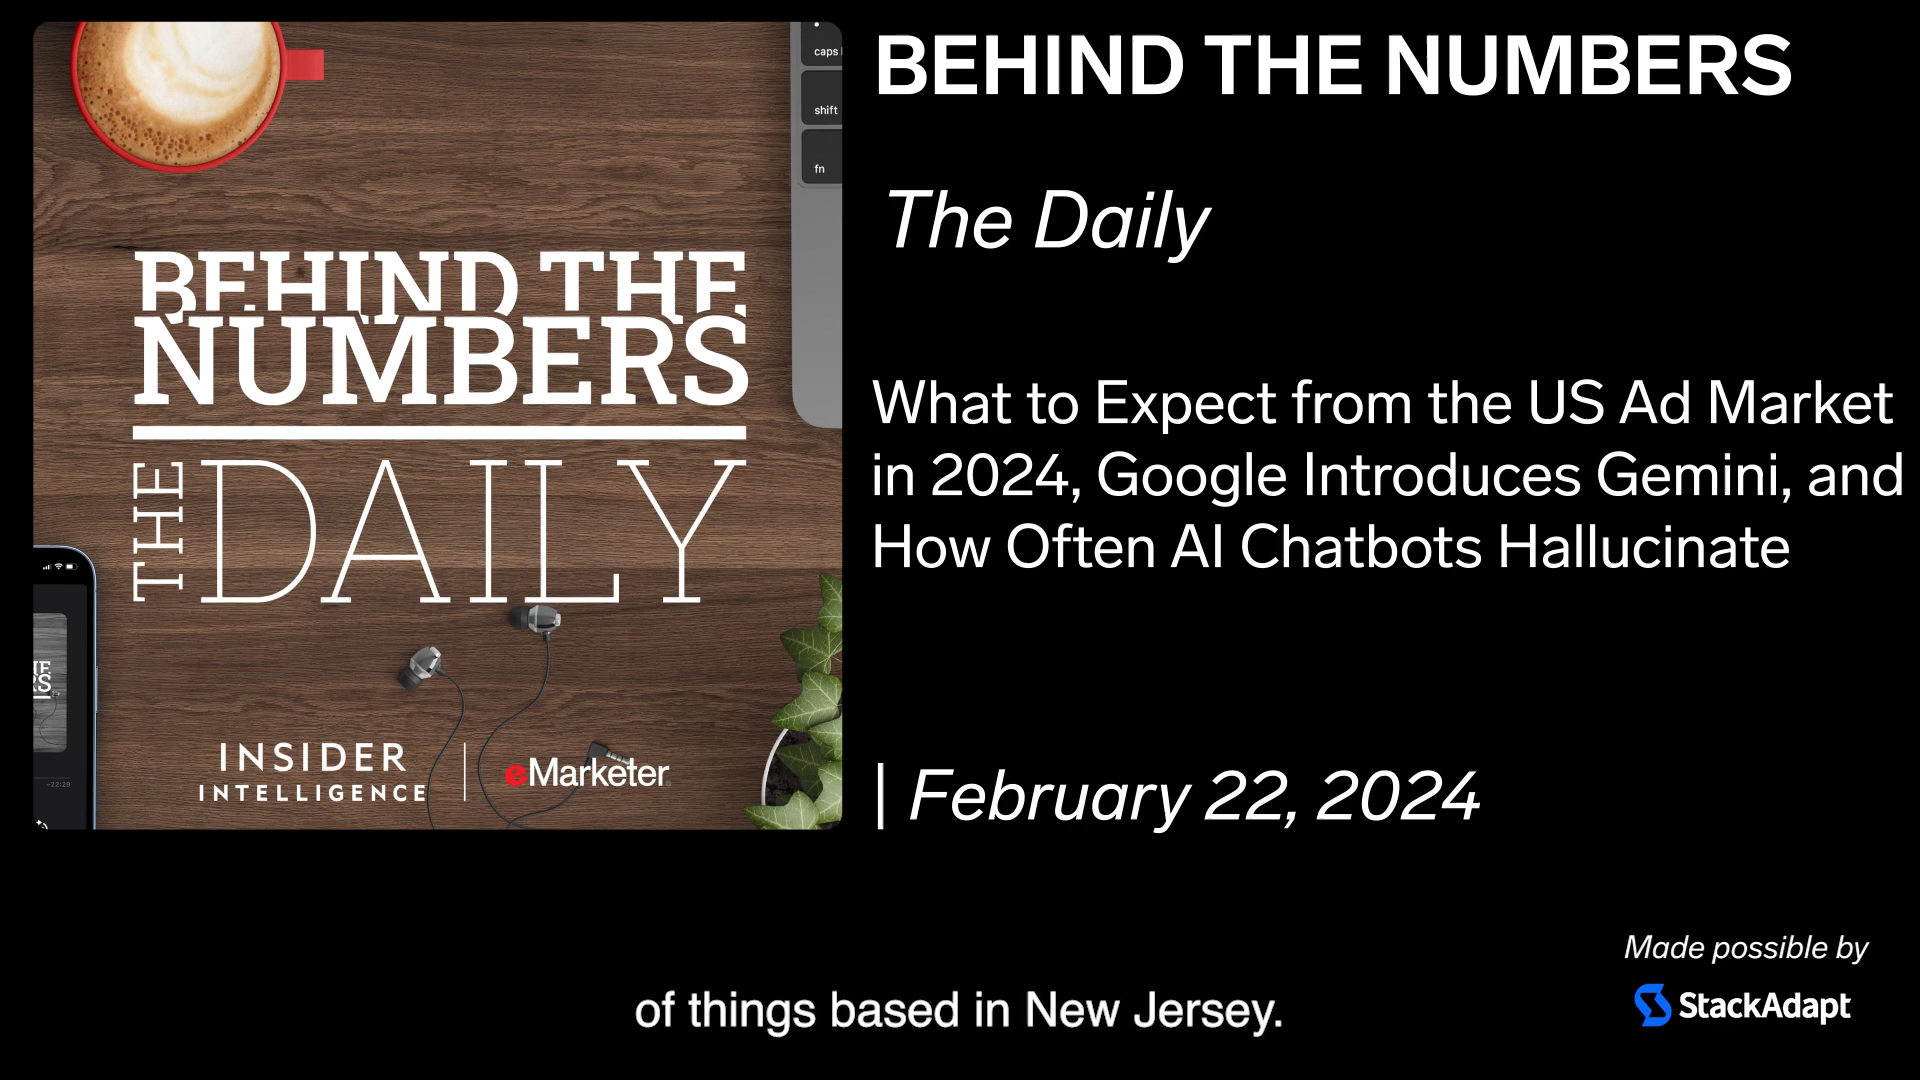 caps
shift
fn
BEHIND THE
NUMBERS
THE
DAILY
INSIDER
INTELLIGENCE
eMarketer
-22:29
BEHIND THE NUMBERS
The Daily
What to Expect from the US Ad Market
in 2024, Google Introduces Gemini, and
How Often AI Chatbots Hallucinate
| February 22, 2024
Made possible by
StackAdapt
of things based in New Jersey.